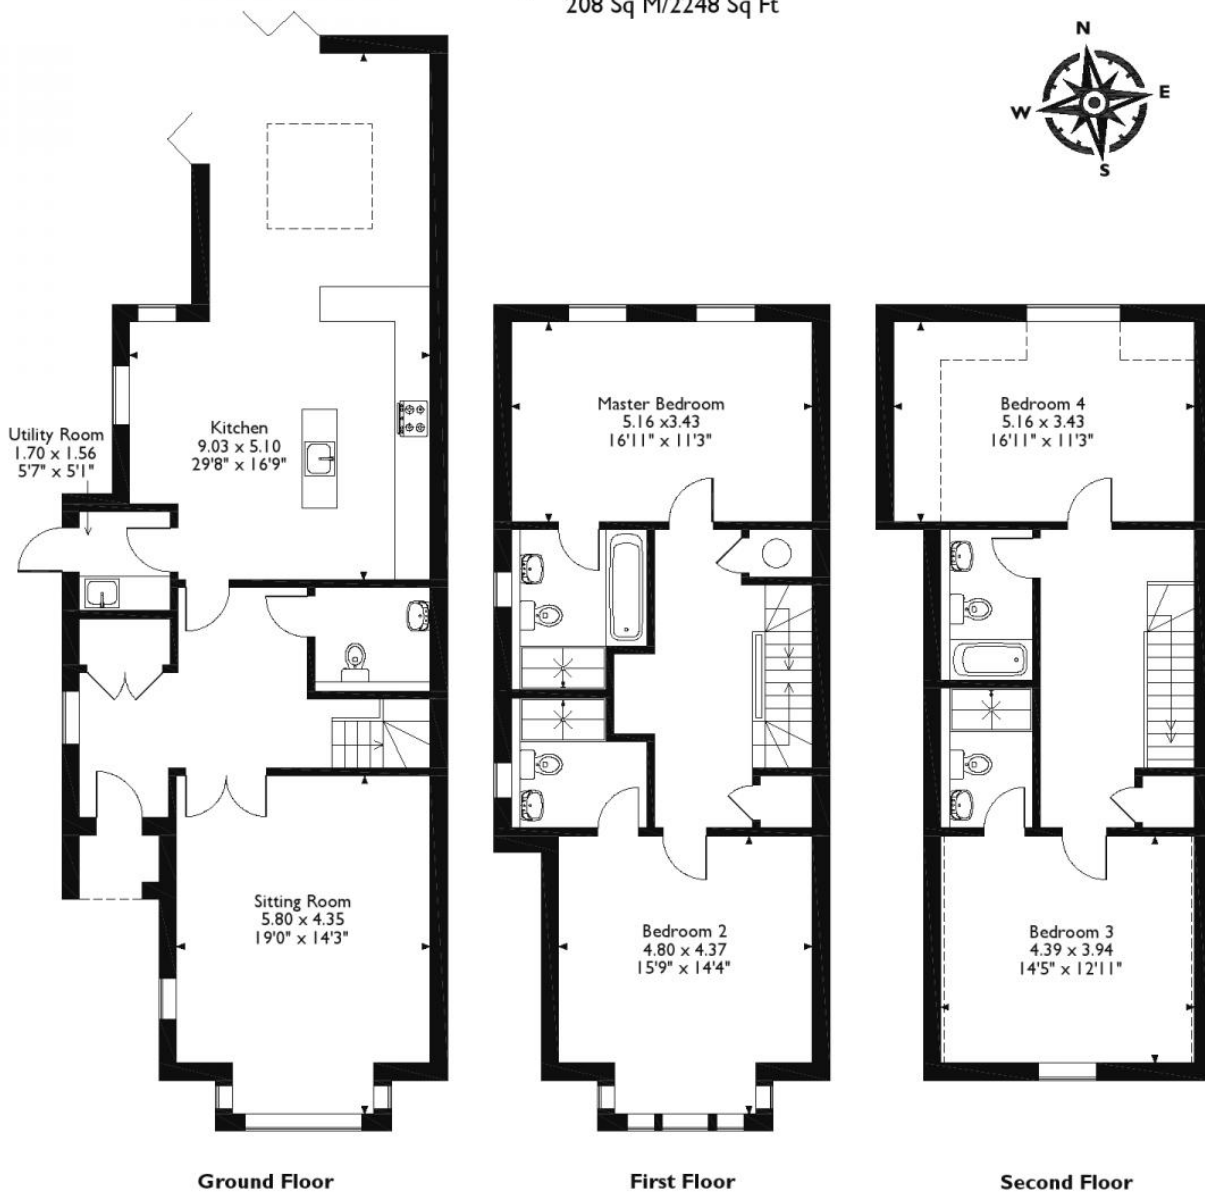 208 Sq M/2248 Sq Ft
N
W
E
S
Utility Room
1.70 x 1.56
5'7" x 5'1"
Kitchen
9.03 x 5.10
29'8" x 16'9"
Sitting Room
5.80 x 4.35
19'0" x 14'3"
Master Bedroom
5.16 x3.43
16'11" x 11'3"
Bedroom 2
4.80 x 4.37
15'9" x 14'4"
Bedroom 4
5.16 x 3.43
16'11" x 11'3"
Bedroom 3
4.39 x 3.94
14'5" x 12'11"
Ground Floor
First Floor
Second Floor